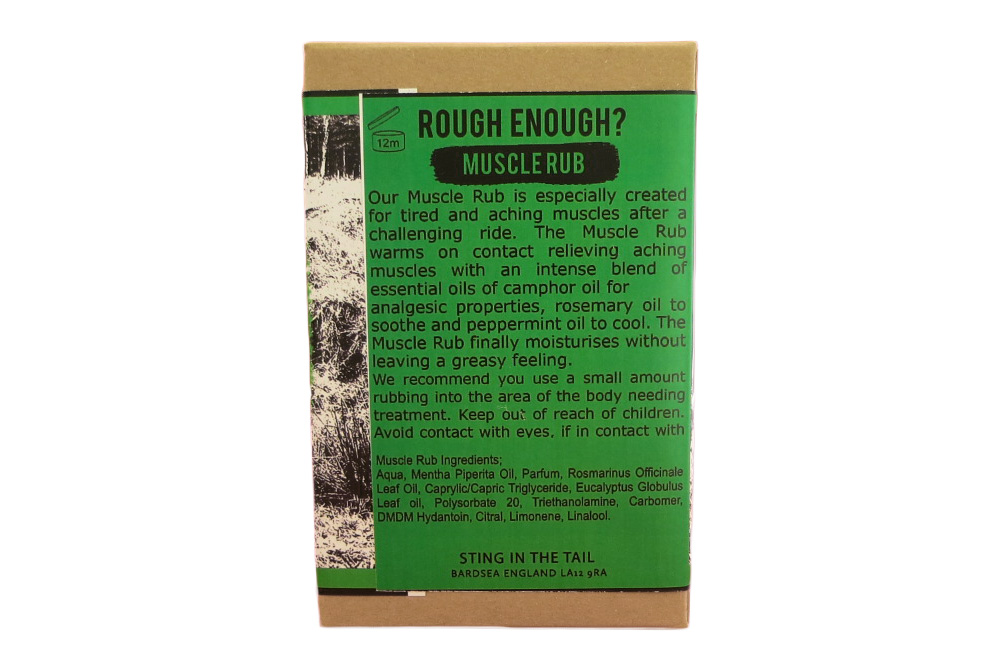 12m
ROUGH ENOUGH?
MUSCLE RUB
Our Muscle Rub is especially created
for tired and aching muscles after a
challenging ride. The Muscle Rub
warms on contact relieving aching
muscles with an intense blend of
essential oils of camphor oil for
analgesic properties, rosemary oil to
soothe and peppermint oil to cool. The
Muscle Rub finally moisturises without
leaving a greasy feeling.
We recommend you use a small amount
rubbing into the area of the body needing
treatment. Keep out of reach of children.
Avoid contact with eyes, if in contact with
Muscle Rub Ingredients;
Aqua, Mentha Piperita Oil, Parfum, Rosmarinus Officinale
Leaf Oil, Caprylic/Capric Triglyceride, Eucalyptus Globulus
Leaf oil, Polysorbate 20, Triethanolamine, Carbomer,
DMDM Hydantoin, Citral, Limonene, Linalool.
STING IN THE TAIL
BARDSEA ENGLAND LA12 9RA